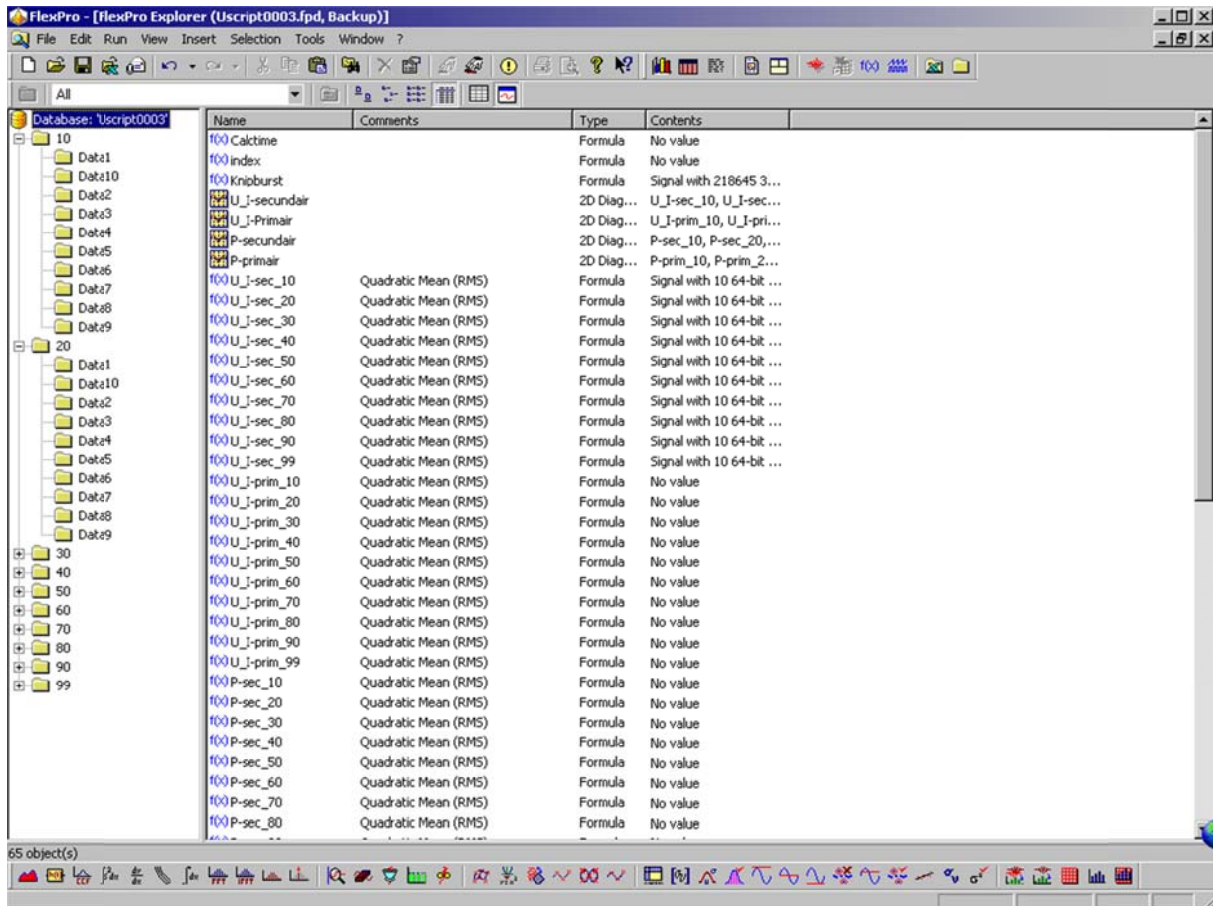 FlexPro - [FlexPro Explorer (Uscript0003.fpd, Backup)]
File Edit Run View Insert Selection Tools Window ?
All
Database: 'Uscript0003'
10
Data1
Data10
Data2
Data3
Data4
Data5
Data6
Data7
Data8
Data9
20
Data1
Data10
Data2
Data3
Data4
Data5
Data6
Data7
Data8
Data9
30
40
50
60
70
80
90
99
Name Comments Type Contents
f(x) Calctime Formula No value
f(x) index Formula No value
f(x) Knipburst Formula Signal with 218645 3...
U_I-secundair 2D Diag... U_I-sec_10, U_I-sec...
U_I-Primair 2D Diag... U_I-prim_10, U_I-pri...
P-secundair 2D Diag... P-sec_10, P-sec_20,...
P-primair 2D Diag... P-prim_10, P-prim_2...
f(x) U_I-sec_10 Quadratic Mean (RMS) Formula Signal with 10 64-bit ...
f(x) U_I-sec_20 Quadratic Mean (RMS) Formula Signal with 10 64-bit ...
f(x) U_I-sec_30 Quadratic Mean (RMS) Formula Signal with 10 64-bit ...
f(x) U_I-sec_40 Quadratic Mean (RMS) Formula Signal with 10 64-bit ...
f(x) U_I-sec_50 Quadratic Mean (RMS) Formula Signal with 10 64-bit ...
f(x) U_I-sec_60 Quadratic Mean (RMS) Formula Signal with 10 64-bit ...
f(x) U_I-sec_70 Quadratic Mean (RMS) Formula Signal with 10 64-bit ...
f(x) U_I-sec_80 Quadratic Mean (RMS) Formula Signal with 10 64-bit ...
f(x) U_I-sec_90 Quadratic Mean (RMS) Formula Signal with 10 64-bit ...
f(x) U_I-sec_99 Quadratic Mean (RMS) Formula Signal with 10 64-bit ...
f(x) U_I-prim_10 Quadratic Mean (RMS) Formula No value
f(x) U_I-prim_20 Quadratic Mean (RMS) Formula No value
f(x) U_I-prim_30 Quadratic Mean (RMS) Formula No value
f(x) U_I-prim_40 Quadratic Mean (RMS) Formula No value
f(x) U_I-prim_50 Quadratic Mean (RMS) Formula No value
f(x) U_I-prim_60 Quadratic Mean (RMS) Formula No value
f(x) U_I-prim_70 Quadratic Mean (RMS) Formula No value
f(x) U_I-prim_80 Quadratic Mean (RMS) Formula No value
f(x) U_I-prim_90 Quadratic Mean (RMS) Formula No value
f(x) U_I-prim_99 Quadratic Mean (RMS) Formula No value
f(x) P-sec_10 Quadratic Mean (RMS) Formula No value
f(x) P-sec_20 Quadratic Mean (RMS) Formula No value
f(x) P-sec_30 Quadratic Mean (RMS) Formula No value
f(x) P-sec_40 Quadratic Mean (RMS) Formula No value
f(x) P-sec_50 Quadratic Mean (RMS) Formula No value
f(x) P-sec_60 Quadratic Mean (RMS) Formula No value
f(x) P-sec_70 Quadratic Mean (RMS) Formula No value
f(x) P-sec_80 Quadratic Mean (RMS) Formula No value
65 object(s)